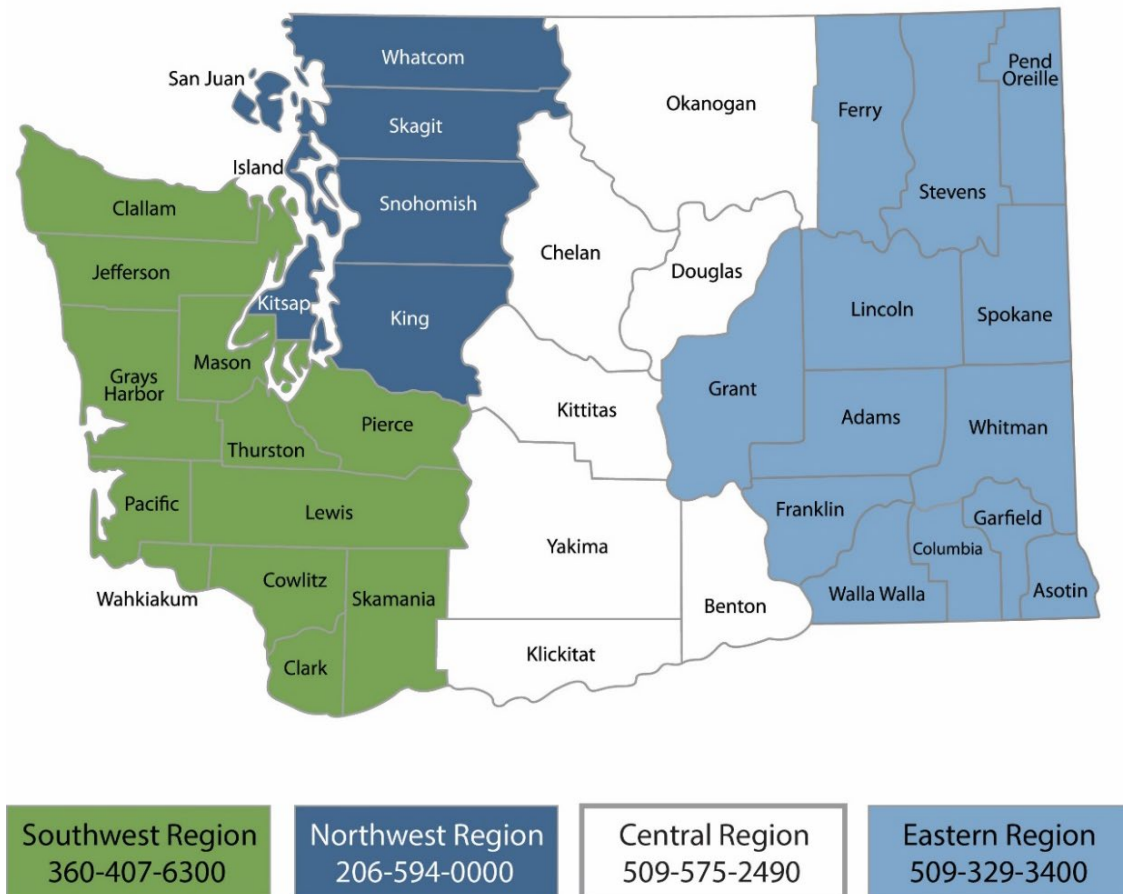 Whatcom
San Juan
Skagit
Okanogan
Ferry
Pend
Oreille
Stevens
Island
Snohomish
Clallam
Chelan
Douglas
Jefferson
Kitsap
King
Lincoln
Spokane
Mason
Grays
Harbor
Kittitas
Grant
Adams
Whitman
Pierce
Thurston
Pacific
Lewis
Franklin
Garfield
Yakima
Columbia
Cowlitz
Wahkiakum
Skamania
Benton
Walla Walla
Asotin
Clark
Klickitat
Southwest Region
360-407-6300
Northwest Region
206-594-0000
Central Region
509-575-2490
Eastern Region
509-329-3400